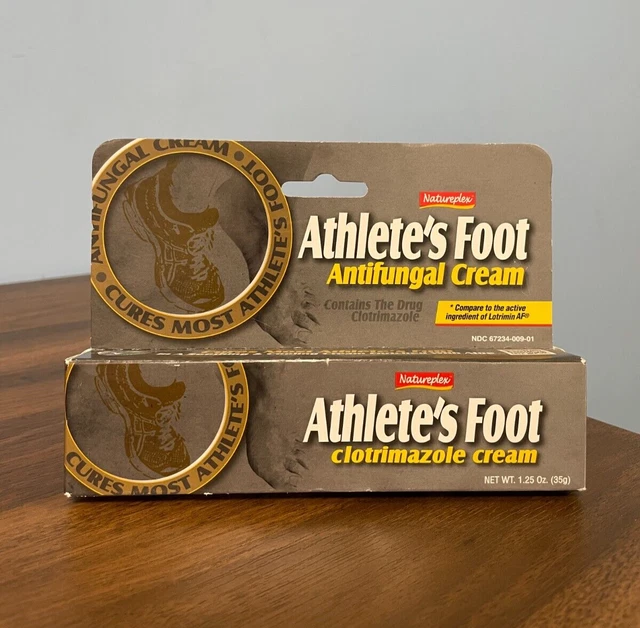 ANTIFUNGAL CREAM •
CURES MOST ATHLETE'S FOOT •
Natureplex
Athlete's Foot
Antifungal Cream
Contains The Drug
Clotrimazole
* Compare to the active
ingredient of Lotrimin AF®
NDC 67234-009-01
CURES MOST ATHLETE'S F
Natureplex
Athlete's Foot
clotrimazole cream
NET WT. 1.25 Oz. (35g)